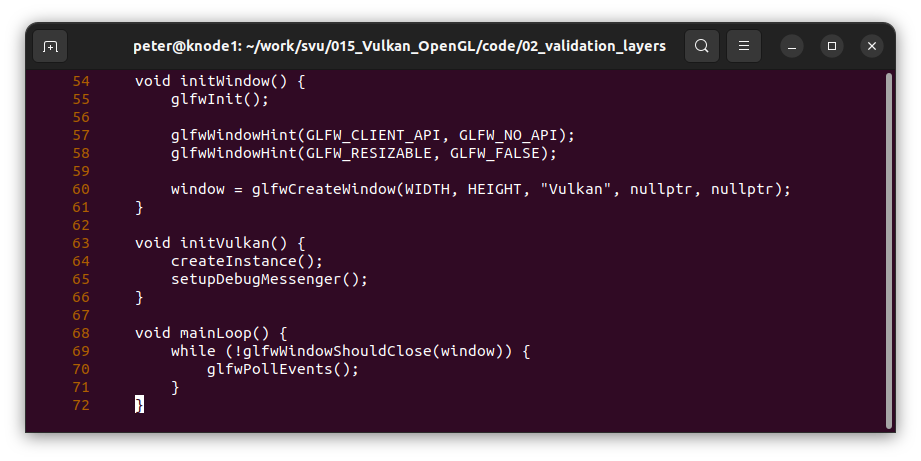 peter@knode1: ~/work/svu/015_Vulkan_OpenGL/code/02_validation_layers
54     void initWindow() {
55         glfwInit();
56
57         glfwWindowHint(GLFW_CLIENT_API, GLFW_NO_API);
58         glfwWindowHint(GLFW_RESIZABLE, GLFW_FALSE);
59
60         window = glfwCreateWindow(WIDTH, HEIGHT, "Vulkan", nullptr, nullptr);
61     }
62
63     void initVulkan() {
64         createInstance();
65         setupDebugMessenger();
66     }
67
68     void mainLoop() {
69         while (!glfwWindowShouldClose(window)) {
70             glfwPollEvents();
71         }
72     }